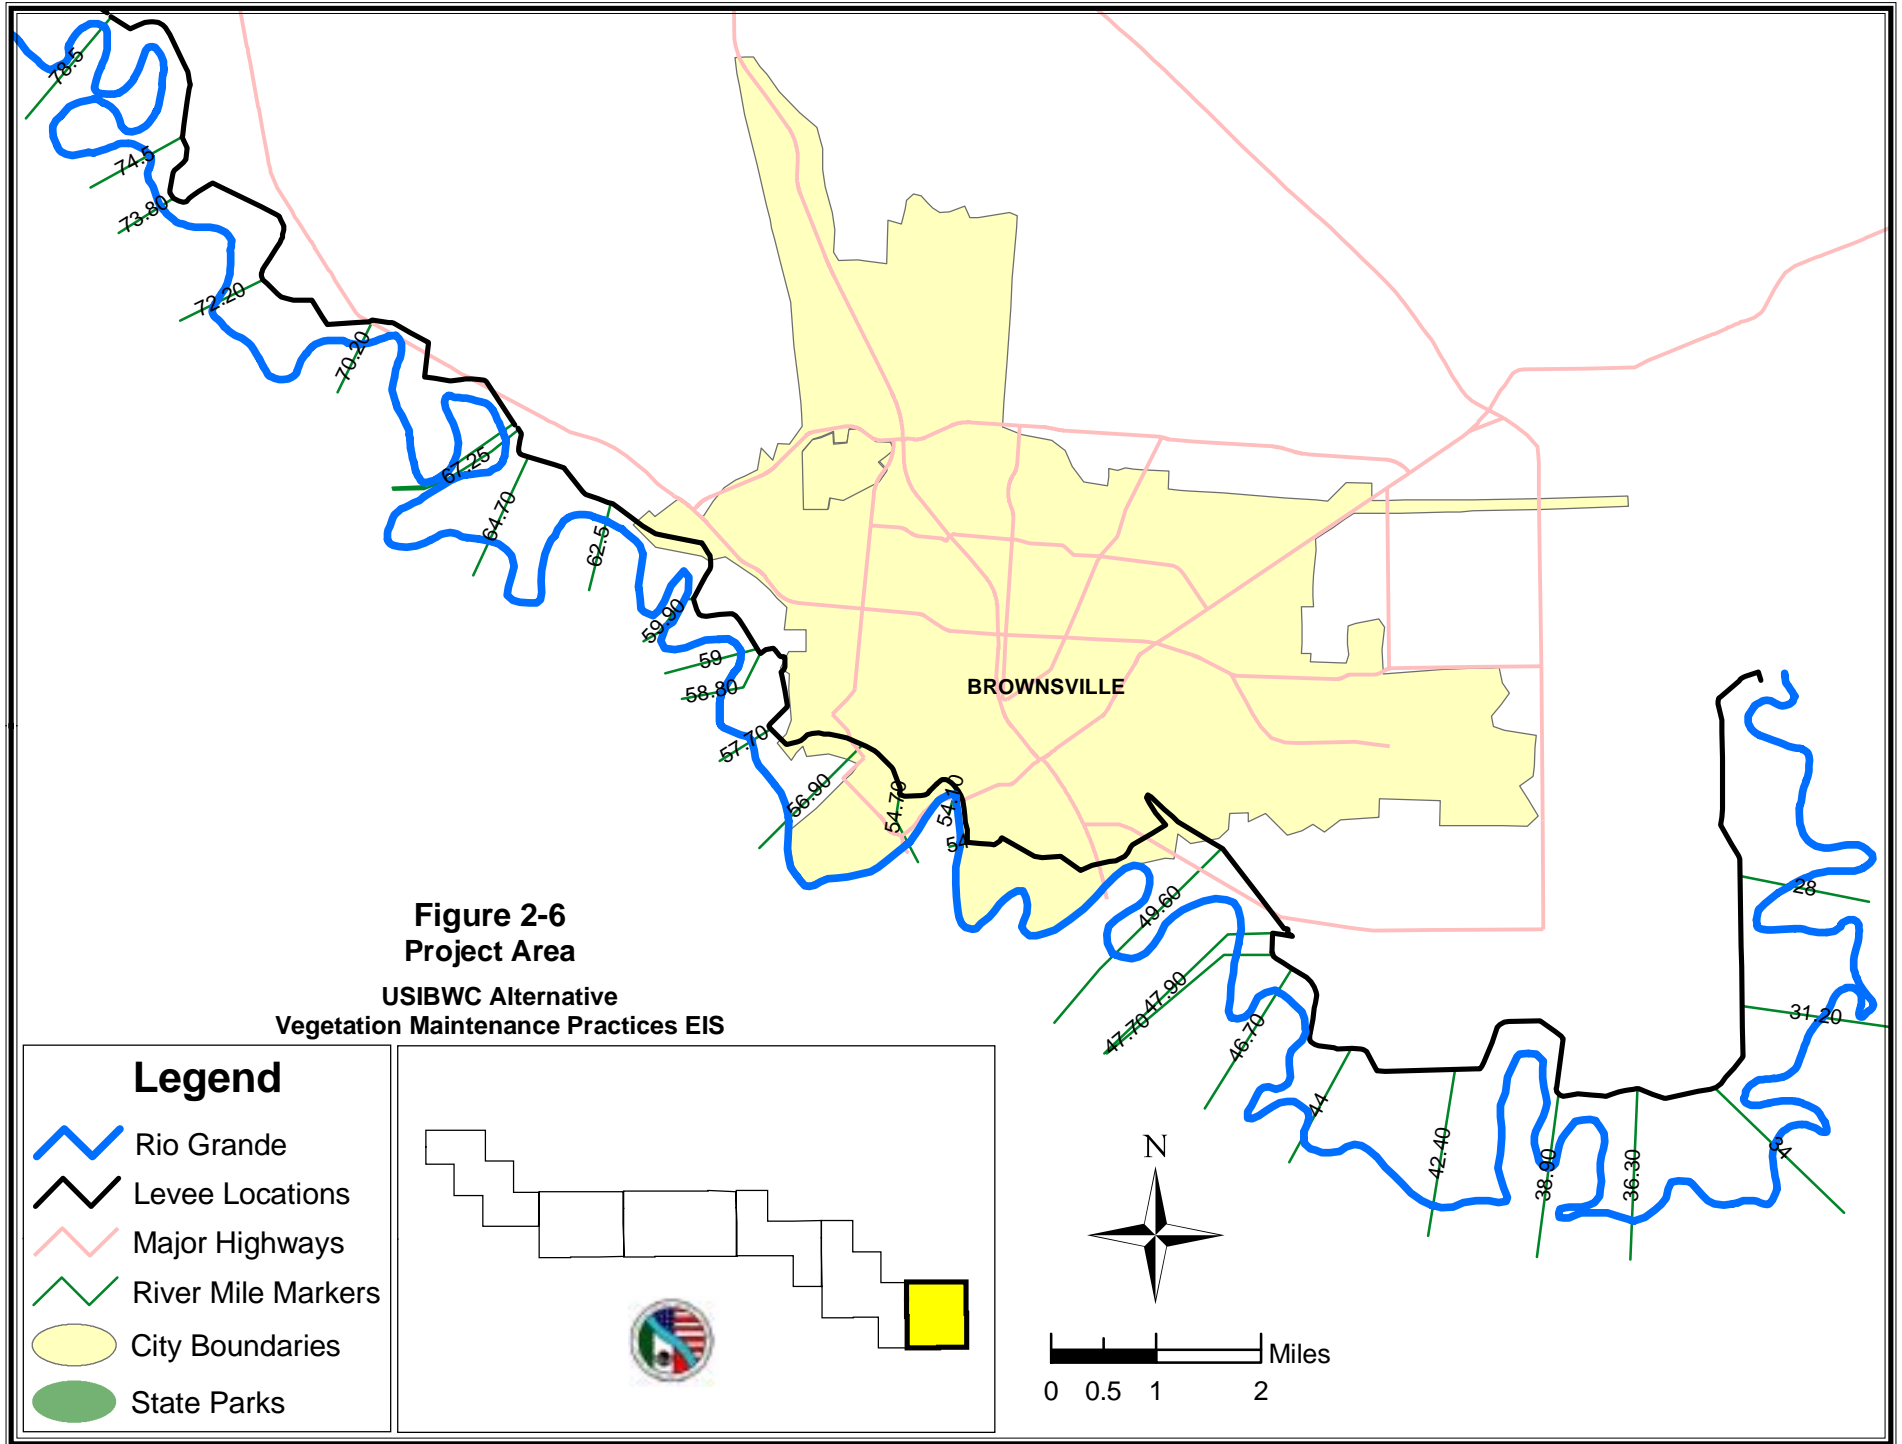 78.5
74.5
73.80
72.20
70.20
67.25
64.70
62.5
59.90
59
58.80
57.70
56.90
54.70
54.10
54
BROWNSVILLE
49.60
47.90
47.70
46.70
44
42.40
38.90
36.30
34
31.20
28
Figure 2-6
Project Area
USIBWC Alternative
Vegetation Maintenance Practices EIS
Legend
Rio Grande
Levee Locations
Major Highways
River Mile Markers
City Boundaries
State Parks
N
Miles
0 0.5 1 2